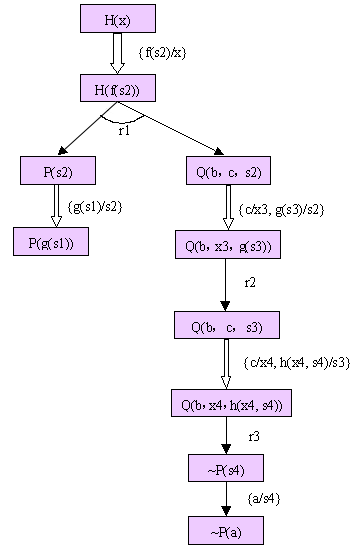 H(x)
{f(s2)/x}
H(f(s2))
r1
P(s2)
Q(b, c, s2)
{g(s1)/s2}
{c/x3, g(s3)/s2}
P(g(s1))
Q(b, x3, g(s3))
r2
Q(b, c, s3)
{c/x4, h(x4, s4)/s3}
Q(b, x4, h(x4, s4))
r3
~P(s4)
{a/s4}
~P(a)